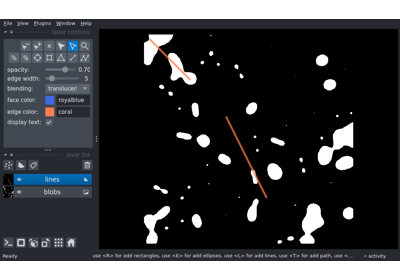 File View Plugins Window Help
layer controls
opacity: 0.70
edge width: 5
blending: translucen
face color: royalblue
edge color: coral
display text:
layer list
lines
blobs
Ready use <R> for add rectangles, use <E> for add ellipses, use <L> for add lines, use <T> for add path, use <... activity